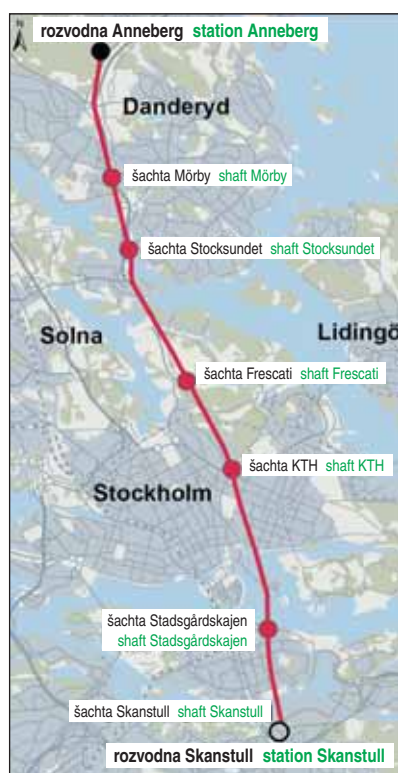 N
rozvodna Anneberg station Anneberg
Danderyd
šachta Mörby shaft Mörby
šachta Stocksundet shaft Stocksundet
Solna
Lidingö
šachta Frescati shaft Frescati
šachta KTH shaft KTH
Stockholm
šachta Stadsgårdskajen
shaft Stadsgårdskajen
šachta Skanstull shaft Skanstull
rozvodna Skanstull station Skanstull